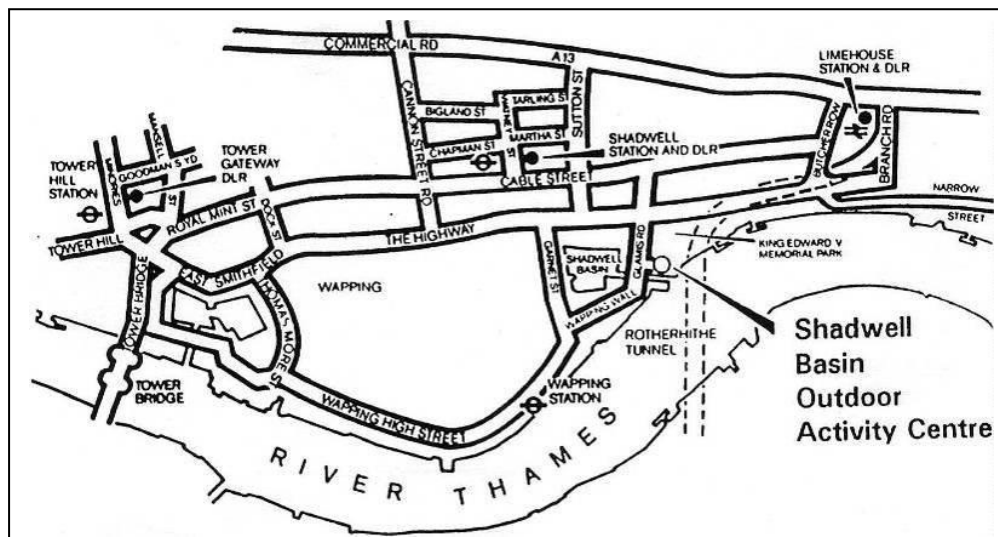 COMMERCIAL RD
A13
LIMEHOUSE
STATION & DLR
CANNON STREET RD
BIGLAND ST
WATNEY ST
TARLING ST
SUTTON ST
MARTHA ST
CHAPMAN ST
SHADWELL
STATION AND DLR
BUTCHER ROW
BRANCH RD
MANSELL ST
GOODMAN S YD
TOWER
HILL
STATION
MINORIES
TOWER
GATEWAY
DLR
CABLE STREET
ROYAL MINT ST
DOCK ST
NARROW
STREET
TOWER HILL
THE HIGHWAY
EAST SMITHFIELD
GARNET ST
SHADWELL
BASIN
GLAMIS RD
KING EDWARD V
MEMORIAL PARK
WAPPING
THOMAS MORE ST
TOWER BRIDGE
WAPPING WALL
ROTHERHITHE
TUNNEL
Shadwell
Basin
Outdoor
Activity Centre
TOWER
BRIDGE
WAPPING HIGH STREET
WAPPING
STATION
RIVER THAMES